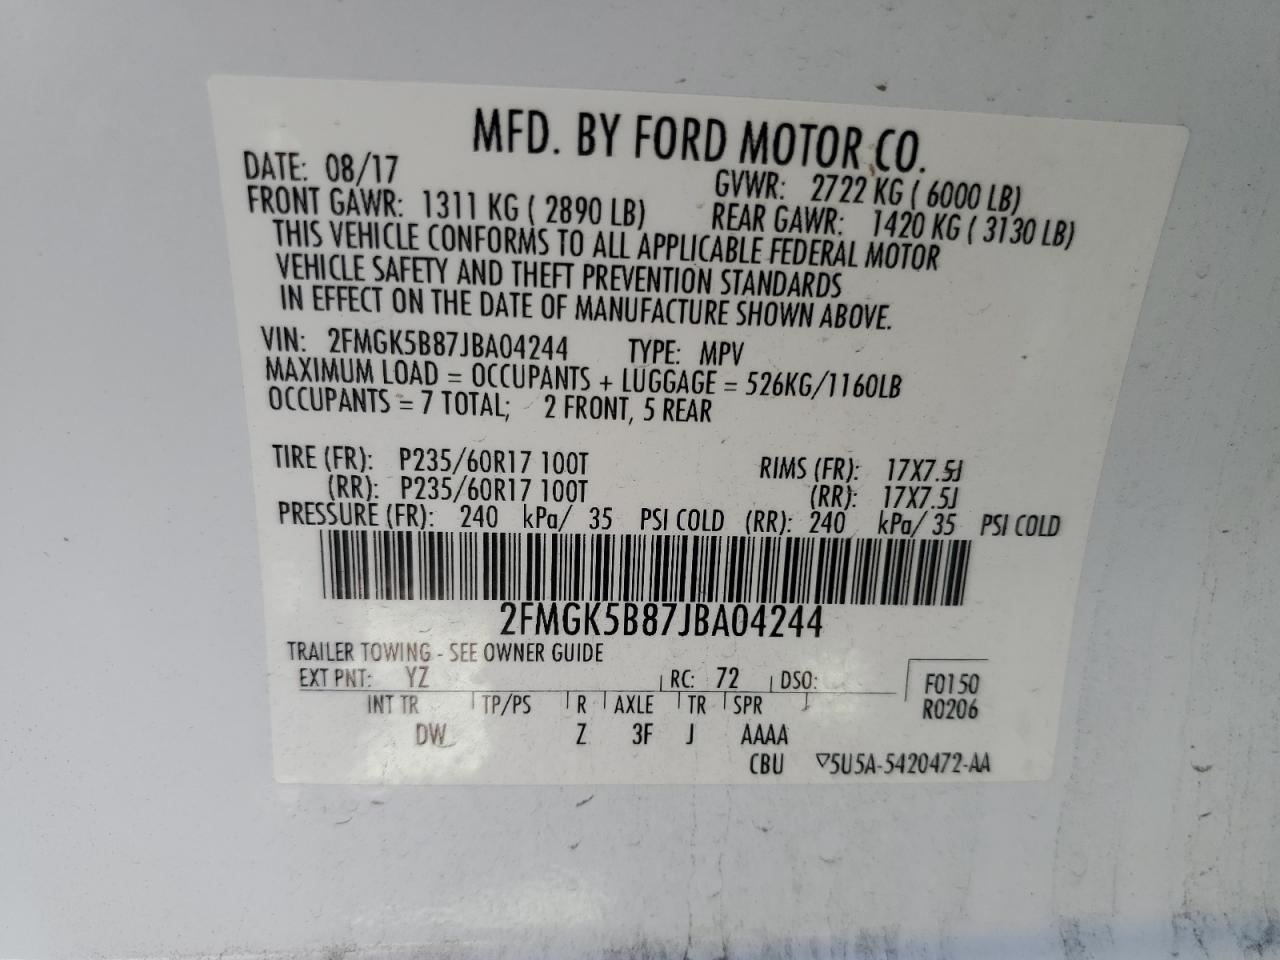 MFD. BY FORD MOTOR CO.
DATE: 08/17 GVWR: 2722 KG ( 6000 LB)
FRONT GAWR: 1311 KG ( 2890 LB) REAR GAWR: 1420 KG ( 3130 LB)
THIS VEHICLE CONFORMS TO ALL APPLICABLE FEDERAL MOTOR
VEHICLE SAFETY AND THEFT PREVENTION STANDARDS
IN EFFECT ON THE DATE OF MANUFACTURE SHOWN ABOVE.
VIN: 2FMGK5B87JBA04244 TYPE: MPV
MAXIMUM LOAD = OCCUPANTS + LUGGAGE = 526KG/1160LB
OCCUPANTS = 7 TOTAL; 2 FRONT, 5 REAR
TIRE (FR): P235/60R17 100T RIMS (FR): 17X7.5J
(RR): P235/60R17 100T (RR): 17X7.5J
PRESSURE (FR): 240 kPa/ 35 PSI COLD (RR): 240 kPa/ 35 PSI COLD
2FMGK5B87JBA04244
TRAILER TOWING - SEE OWNER GUIDE
EXT PNT: YZ RC: 72 DSO: F0150
INT TR TP/PS R AXLE TR SPR R0206
DW Z 3F J AAAA
CBU ▽5U5A-5420472-AA